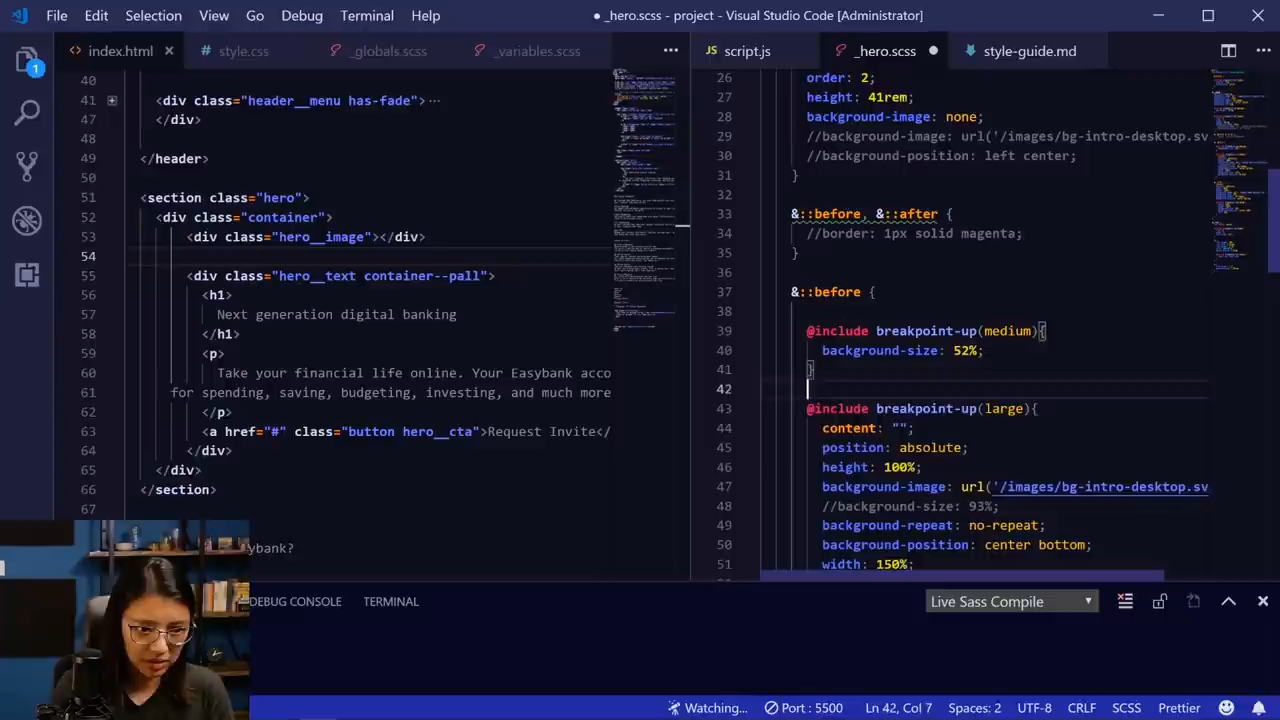 File Edit Selection View Go Debug Terminal Help
● _hero.scss - project - Visual Studio Code [Administrator]
index.html
style.css
_globals.scss
_variables.scss
script.js
_hero.scss
style-guide.md
1
40
41 <div class="header__menu has-fade">…
47 </div>
48
49 </header>
50
51 <section class="hero">
52 <div class="container">
53 <div class="hero__image"></div>
54
55 <div class="hero__text container--pall">
56 <h1>
57 Next generation digital banking
58 </h1>
59 <p>
60 Take your financial life online. Your Easybank acco
61 for spending, saving, budgeting, investing, and much more
62 </p>
63 <a href="#" class="button hero__cta">Request Invite</
64 </div>
65 </div>
66 </section>
67
ybank?
26 order: 2;
27 height: 41rem;
28 background-image: none;
29 //background-image: url('/images/bg-intro-desktop.sv
30 //background-position: left center;
31 }
32
33 &::before, &::after {
34 //border: 1px solid magenta;
35 }
36
37 &::before {
38
39 @include breakpoint-up(medium){
40 background-size: 52%;
41 }
42
43 @include breakpoint-up(large){
44 content: "";
45 position: absolute;
46 height: 100%;
47 background-image: url('/images/bg-intro-desktop.sv
48 //background-size: 93%;
49 background-repeat: no-repeat;
50 background-position: center bottom;
51 width: 150%;
DEBUG CONSOLE TERMINAL
Live Sass Compile
Watching... Port : 5500 Ln 42, Col 7 Spaces: 2 UTF-8 CRLF SCSS Prettier